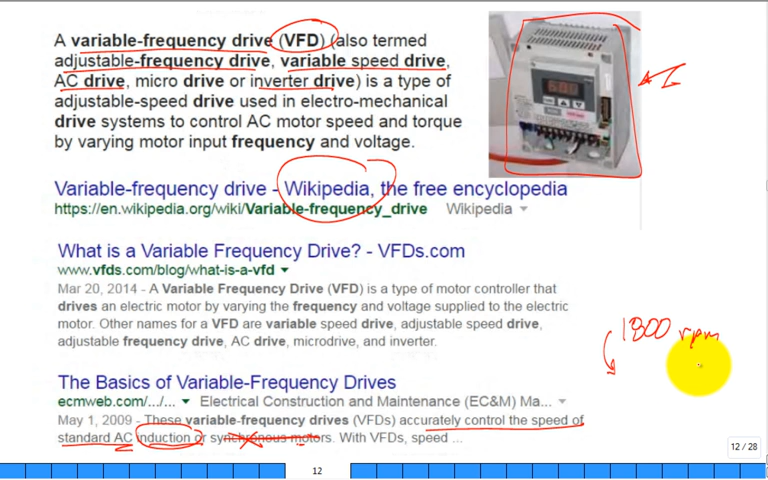 A variable-frequency drive (VFD) (also termed
adjustable-frequency drive, variable speed drive,
AC drive, micro drive or inverter drive) is a type of
adjustable-speed drive used in electro-mechanical
drive systems to control AC motor speed and torque
by varying motor input frequency and voltage.
Variable-frequency drive - Wikipedia, the free encyclopedia
https://en.wikipedia.org/wiki/Variable-frequency_drive Wikipedia
What is a Variable Frequency Drive? - VFDs.com
www.vfds.com/blog/what-is-a-vfd
Mar 20, 2014 - A Variable Frequency Drive (VFD) is a type of motor controller that
drives an electric motor by varying the frequency and voltage supplied to the electric
motor. Other names for a VFD are variable speed drive, adjustable speed drive,
adjustable frequency drive, AC drive, microdrive, and inverter.
1800 rpm
The Basics of Variable-Frequency Drives
ecmweb.com/.../... Electrical Construction and Maintenance (EC&M) Ma...
May 1, 2009 - These variable-frequency drives (VFDs) accurately control the speed of
standard AC induction or synchronous motors. With VFDs, speed ...
12 / 28
12